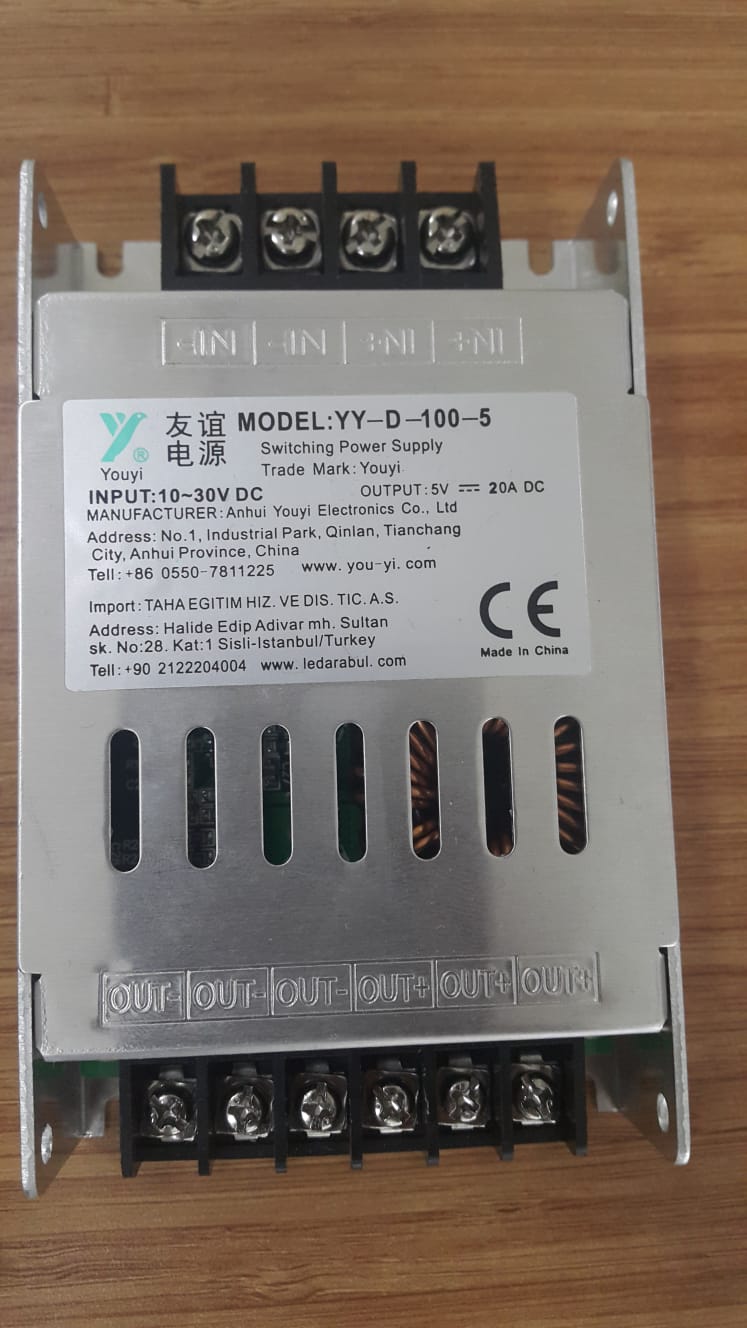 -IN -IN +IN +IN
友谊 MODEL:YY-D-100-5
电源 Switching Power Supply
® Trade Mark: Youyi
Youyi
INPUT:10~30V DC OUTPUT:5V ⎓ 20A DC
MANUFACTURER:Anhui Youyi Electronics Co., Ltd
Address: No.1, Industrial Park, Qinlan, Tianchang
City, Anhui Province, China
Tell: +86 0550-7811225 www. you-yi. com
Import: TAHA EGITIM HIZ. VE DIS. TIC. A.S.
Address: Halide Edip Adivar mh. Sultan
sk. No:28. Kat:1 Sisli-Istanbul/Turkey
Tell: +90 2122204004 www. ledarabul. com
CE
Made In China
OUT- OUT- OUT- OUT+ OUT+ OUT+